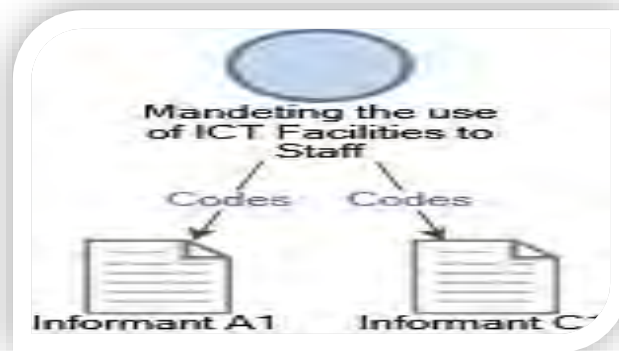 Mandeting the use
of ICT Facilities to
Staff
Codes Codes
Informant A1 Informant